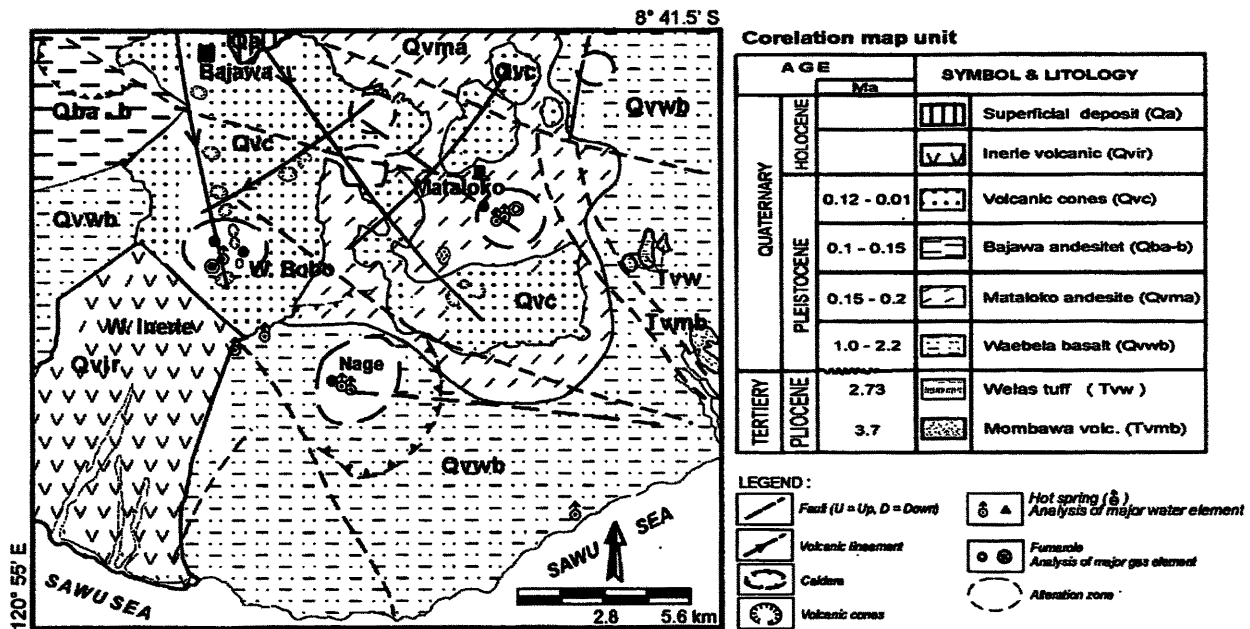 8° 41.5' S
Qvma
Bajawa
Qvc
Qba-b
Qvwb
Qvc
Mataloko
Qvwb
W. Bobo
Tvw
Qvc
Tvmb
W. Inerie
Qvir
Nage
Qvwb
SAWU SEA
SAWU SEA
120° 55' E
2.8 5.6 km
Corelation map unit
AGE
Ma
SYMBOL & LITOLOGY
QUATERNARY
HOLOCENE
Superficial deposit (Qa)
Inerie volcanic (Qvir)
PLEISTOCENE
0.12 - 0.01 Volcanic cones (Qvc)
0.1 - 0.15 Bajawa andesitet (Qba-b)
0.15 - 0.2 Mataloko andesite (Qvma)
1.0 - 2.2 Waebela basalt (Qvwb)
TERTIERY
PLIOCENE
2.73 Welas tuff ( Tvw )
3.7 Mombawa volc. (Tvmb)
LEGEND :
Fault (U = Up, D = Down)
Volcanic lineament
Caldera
Volcanic cones
Hot spring ( )
Analysis of major water element
Fumarole
Analysis of major gas element
Alteration zone